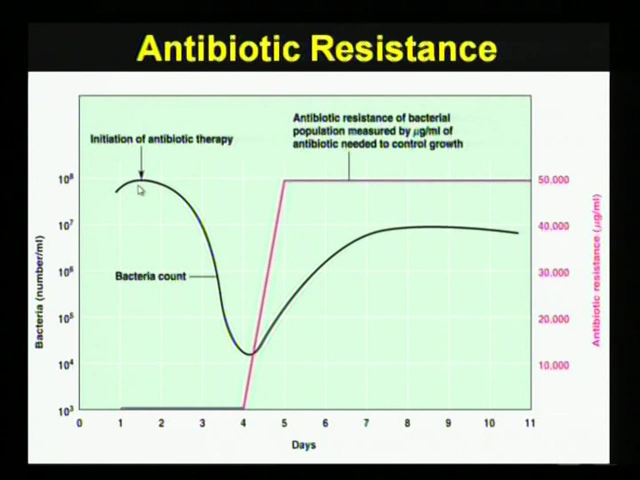 Antibiotic Resistance
Initiation of antibiotic therapy
Antibiotic resistance of bacterial
population measured by µg/ml of
antibiotic needed to control growth
Bacteria count
Bacteria (number/ml)
10⁸
10⁷
10⁶
10⁵
10⁴
10³
50,000
40,000
30,000
20,000
10,000
Antibiotic resistance (µg/ml)
0 1 2 3 4 5 6 7 8 9 10 11
Days